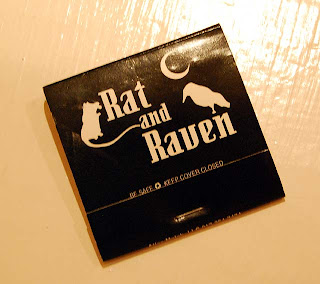 Rat
and
Raven
BE SAFE ✪ KEEP COVER CLOSED